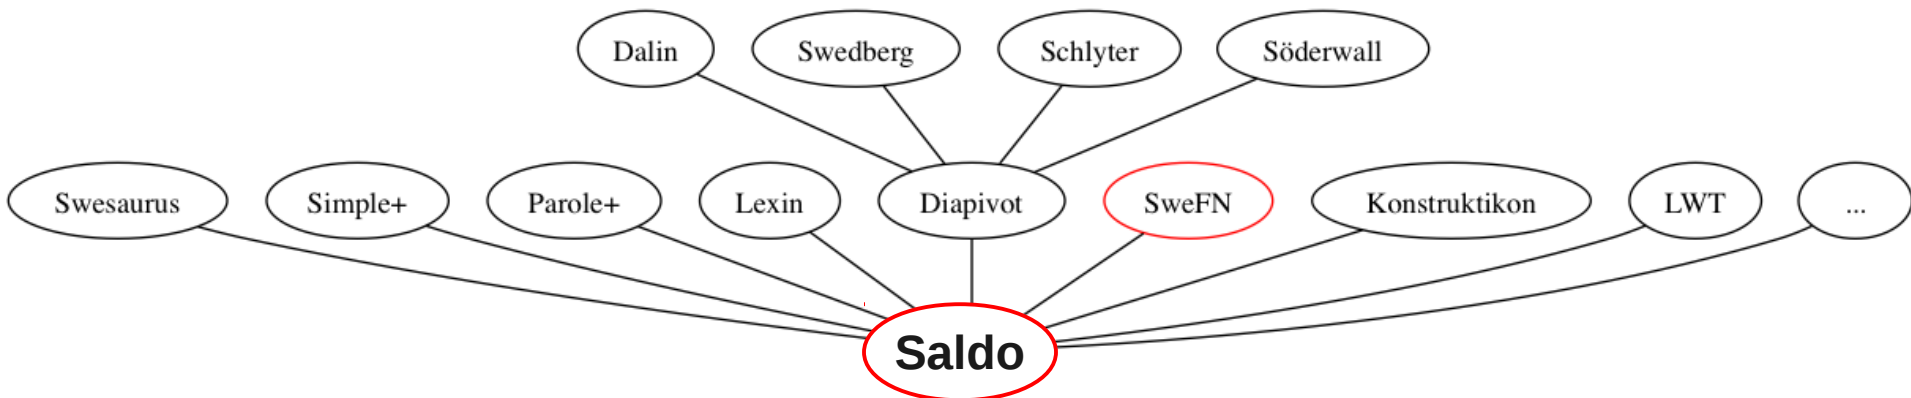 Dalin Swedberg Schlyter Söderwall
Swesaurus Simple+ Parole+ Lexin Diapivot SweFN Konstruktikon LWT ...
Saldo